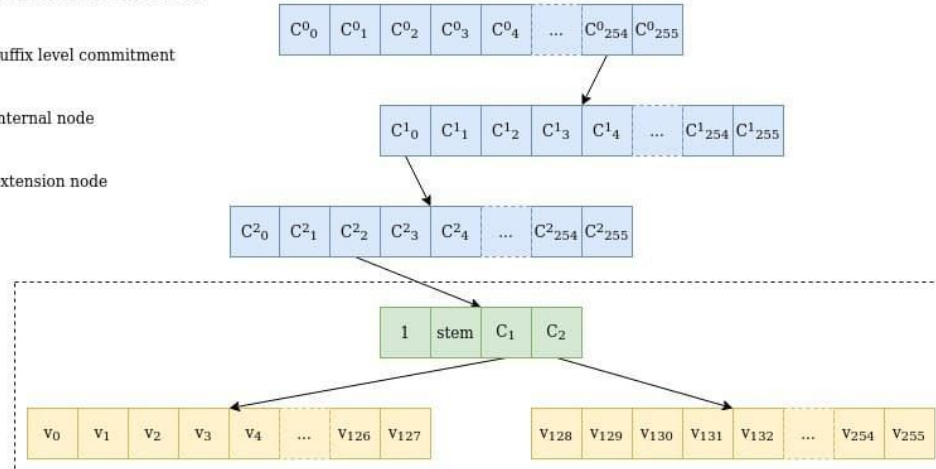 C⁰₀ C⁰₁ C⁰₂ C⁰₃ C⁰₄ ... C⁰₂₅₄ C⁰₂₅₅
uffix level commitment
C¹₀ C¹₁ C¹₂ C¹₃ C¹₄ ... C¹₂₅₄ C¹₂₅₅
nternal node
xtension node
C²₀ C²₁ C²₂ C²₃ C²₄ ... C²₂₅₄ C²₂₅₅
1 stem C₁ C₂
v₀ v₁ v₂ v₃ v₄ ... v₁₂₆ v₁₂₇
v₁₂₈ v₁₂₉ v₁₃₀ v₁₃₁ v₁₃₂ ... v₂₅₄ v₂₅₅